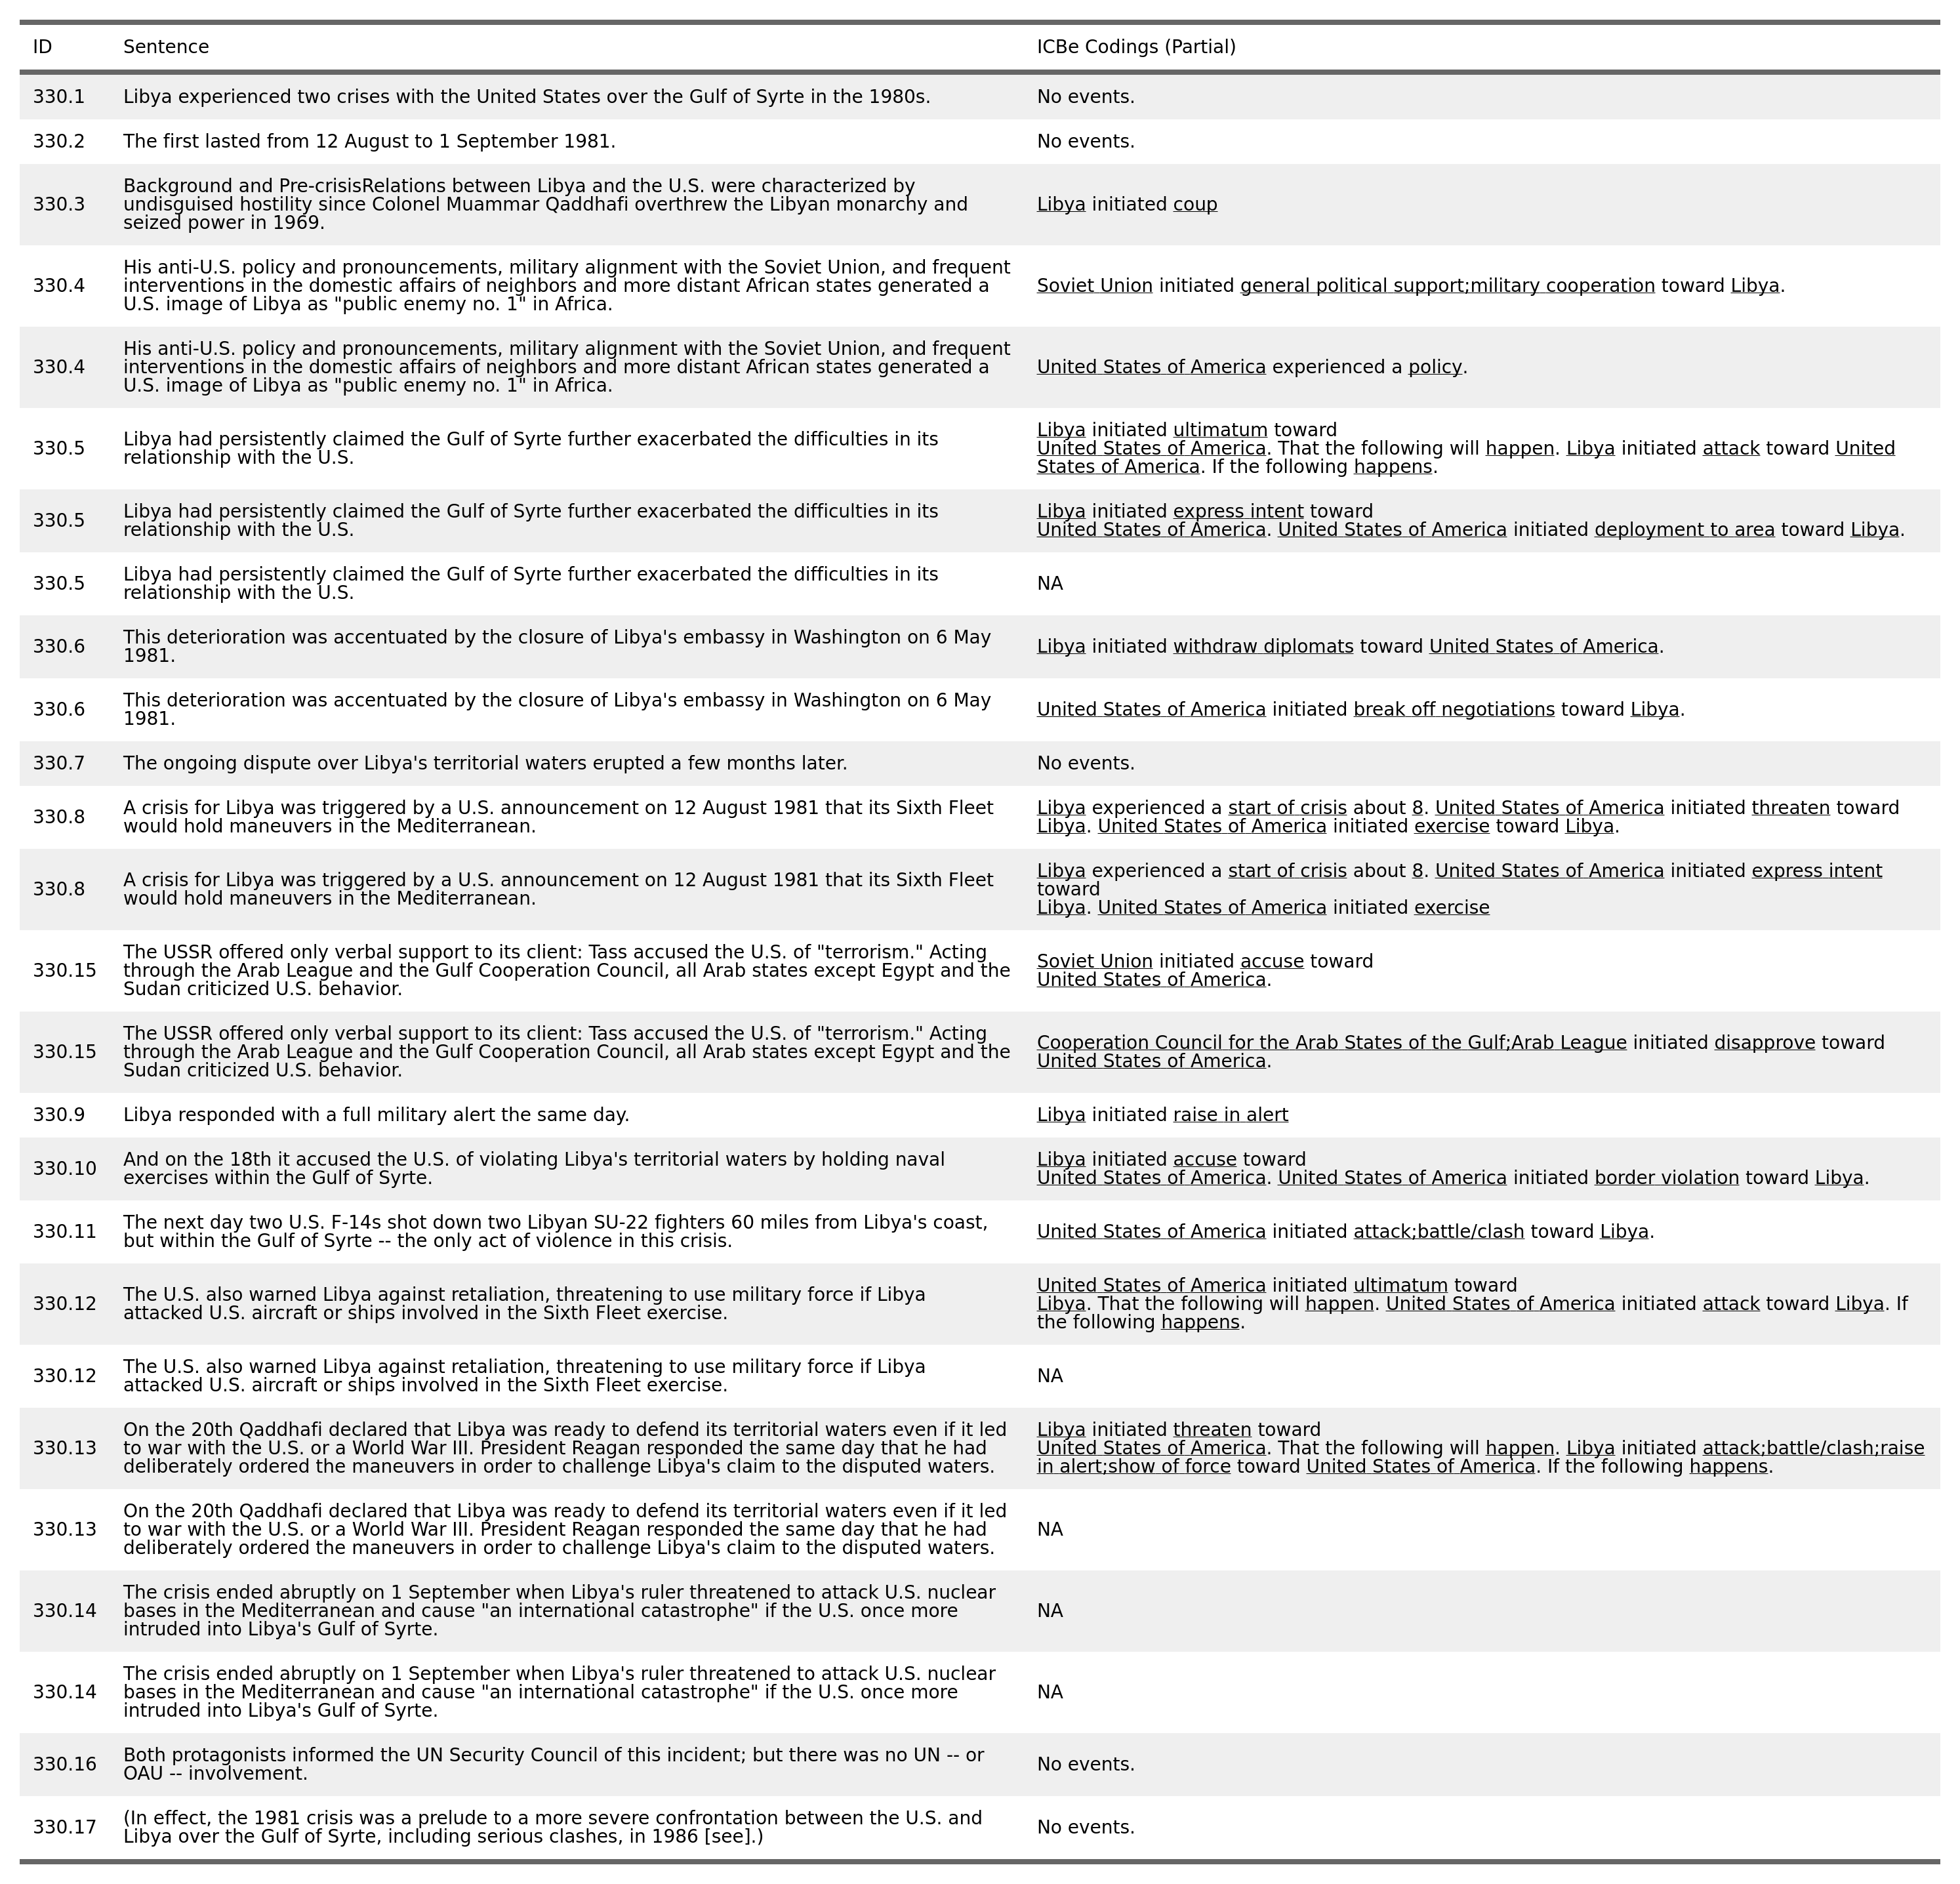 ID Sentence ICBe Codings (Partial)
330.1 Libya experienced two crises with the United States over the Gulf of Syrte in the 1980s. No events.
330.2 The first lasted from 12 August to 1 September 1981. No events.
Background and Pre-crisisRelations between Libya and the U.S. were characterized by
undisguised hostility since Colonel Muammar Qaddhafi overthrew the Libyan monarchy and
seized power in 1969.
330.3
Libya initiated coup
His anti-U.S. policy and pronouncements, military alignment with the Soviet Union, and frequent
interventions in the domestic affairs of neighbors and more distant African states generated a
U.S. image of Libya as "public enemy no. 1" in Africa.
330.4
Soviet Union initiated general political support;military cooperation toward Libya.
His anti-U.S. policy and pronouncements, military alignment with the Soviet Union, and frequent
interventions in the domestic affairs of neighbors and more distant African states generated a
U.S. image of Libya as "public enemy no. 1" in Africa.
330.4
United States of America experienced a policy.
330.5
Libya had persistently claimed the Gulf of Syrte further exacerbated the difficulties in its
relationship with the U.S.
Libya initiated ultimatum toward
United States of America. That the following will happen. Libya initiated attack toward United
States of America. If the following happens.
330.5
Libya had persistently claimed the Gulf of Syrte further exacerbated the difficulties in its
relationship with the U.S.
Libya initiated express intent toward
United States of America. United States of America initiated deployment to area toward Libya.
330.5
Libya had persistently claimed the Gulf of Syrte further exacerbated the difficulties in its
relationship with the U.S.
NA
330.6
This deterioration was accentuated by the closure of Libya's embassy in Washington on 6 May
1981.
Libya initiated withdraw diplomats toward United States of America.
330.6
This deterioration was accentuated by the closure of Libya's embassy in Washington on 6 May
1981.
United States of America initiated break off negotiations toward Libya.
330.7 The ongoing dispute over Libya's territorial waters erupted a few months later. No events.
330.8
A crisis for Libya was triggered by a U.S. announcement on 12 August 1981 that its Sixth Fleet
would hold maneuvers in the Mediterranean.
Libya experienced a start of crisis about 8. United States of America initiated threaten toward
Libya. United States of America initiated exercise toward Libya.
330.8
A crisis for Libya was triggered by a U.S. announcement on 12 August 1981 that its Sixth Fleet
would hold maneuvers in the Mediterranean.
Libya experienced a start of crisis about 8. United States of America initiated express intent
toward
Libya. United States of America initiated exercise
330.15
The USSR offered only verbal support to its client: Tass accused the U.S. of "terrorism." Acting
through the Arab League and the Gulf Cooperation Council, all Arab states except Egypt and the
Sudan criticized U.S. behavior.
Soviet Union initiated accuse toward
United States of America.
330.15
The USSR offered only verbal support to its client: Tass accused the U.S. of "terrorism." Acting
through the Arab League and the Gulf Cooperation Council, all Arab states except Egypt and the
Sudan criticized U.S. behavior.
Cooperation Council for the Arab States of the Gulf;Arab League initiated disapprove toward
United States of America.
330.9 Libya responded with a full military alert the same day. Libya initiated raise in alert
330.10
And on the 18th it accused the U.S. of violating Libya's territorial waters by holding naval
exercises within the Gulf of Syrte.
Libya initiated accuse toward
United States of America. United States of America initiated border violation toward Libya.
330.11
The next day two U.S. F-14s shot down two Libyan SU-22 fighters 60 miles from Libya's coast,
but within the Gulf of Syrte -- the only act of violence in this crisis.
United States of America initiated attack;battle/clash toward Libya.
330.12
The U.S. also warned Libya against retaliation, threatening to use military force if Libya
attacked U.S. aircraft or ships involved in the Sixth Fleet exercise.
United States of America initiated ultimatum toward
Libya. That the following will happen. United States of America initiated attack toward Libya. If
the following happens.
330.12
The U.S. also warned Libya against retaliation, threatening to use military force if Libya
attacked U.S. aircraft or ships involved in the Sixth Fleet exercise.
NA
330.13
On the 20th Qaddhafi declared that Libya was ready to defend its territorial waters even if it led
to war with the U.S. or a World War III. President Reagan responded the same day that he had
deliberately ordered the maneuvers in order to challenge Libya's claim to the disputed waters.
Libya initiated threaten toward
United States of America. That the following will happen. Libya initiated attack;battle/clash;raise
in alert;show of force toward United States of America. If the following happens.
330.13
On the 20th Qaddhafi declared that Libya was ready to defend its territorial waters even if it led
to war with the U.S. or a World War III. President Reagan responded the same day that he had
deliberately ordered the maneuvers in order to challenge Libya's claim to the disputed waters.
NA
330.14
The crisis ended abruptly on 1 September when Libya's ruler threatened to attack U.S. nuclear
bases in the Mediterranean and cause "an international catastrophe" if the U.S. once more
intruded into Libya's Gulf of Syrte.
NA
330.14
The crisis ended abruptly on 1 September when Libya's ruler threatened to attack U.S. nuclear
bases in the Mediterranean and cause "an international catastrophe" if the U.S. once more
intruded into Libya's Gulf of Syrte.
NA
330.16
Both protagonists informed the UN Security Council of this incident; but there was no UN -- or
OAU -- involvement.
No events.
330.17
(In effect, the 1981 crisis was a prelude to a more severe confrontation between the U.S. and
Libya over the Gulf of Syrte, including serious clashes, in 1986 [see].)
No events.